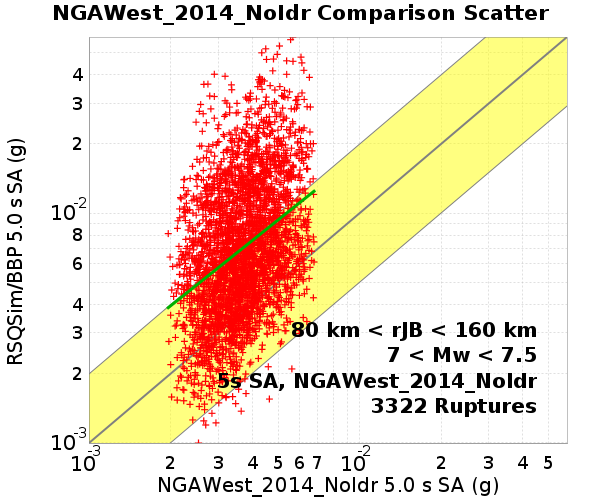 NGAWest_2014_NoIdr Comparison Scatter
RSQSim/BBP 5.0 s SA (g)
4
3
2
10-2
8
6
4
3
2
10-3
80 km < rJB < 160 km
7 < Mw < 7.5
5s SA, NGAWest_2014_NoIdr
3322 Ruptures
10-3 2 3 4 5 6 7 10-2 2 3 4 5
NGAWest_2014_NoIdr 5.0 s SA (g)